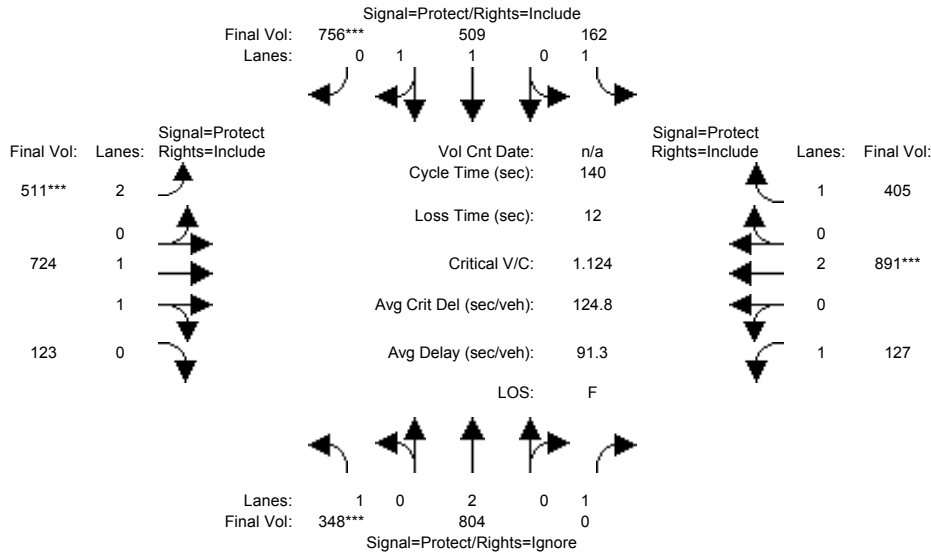 Signal=Protect/Rights=Include
Final Vol: 756*** 509 162
Lanes: 0 1 1 0 1
Signal=Protect
Final Vol: Lanes: Rights=Include
Vol Cnt Date: n/a
Signal=Protect
Rights=Include Lanes: Final Vol:
Cycle Time (sec): 140
511*** 2
1 405
Loss Time (sec): 12
0
0
724 1
Critical V/C: 1.124
2 891***
1
Avg Crit Del (sec/veh): 124.8
0
123 0
Avg Delay (sec/veh): 91.3
1 127
LOS: F
Lanes: 1 0 2 0 1
Final Vol: 348*** 804 0
Signal=Protect/Rights=Ignore